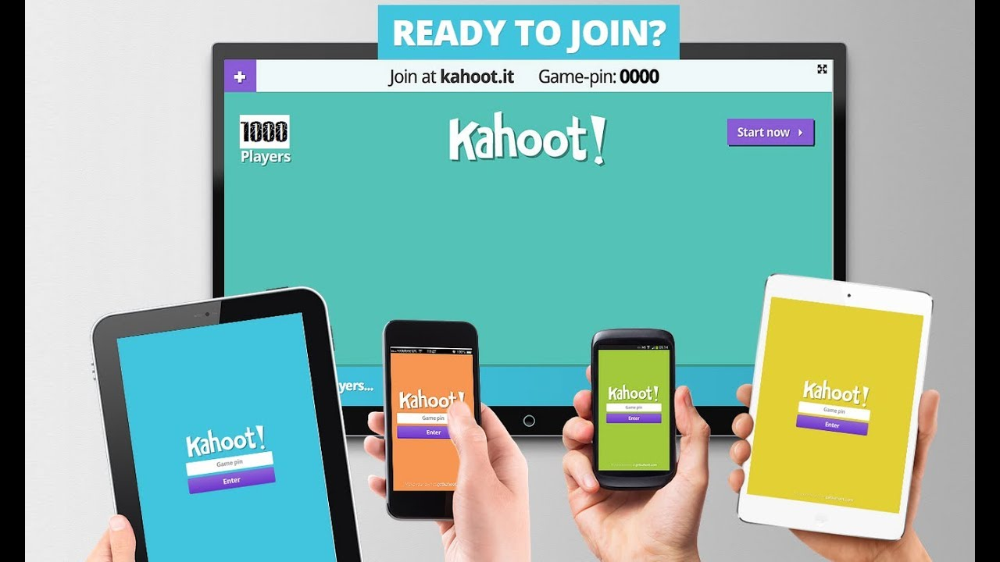 READY TO JOIN?
Join at kahoot.it Game-pin: 0000
1000
Players
Kahoot!
Start now
yers...
Kahoot!
Game pin
Enter
Kahoot!
Game pin
Enter
Kahoot!
Game pin
Enter
Kahoot!
Game pin
Enter